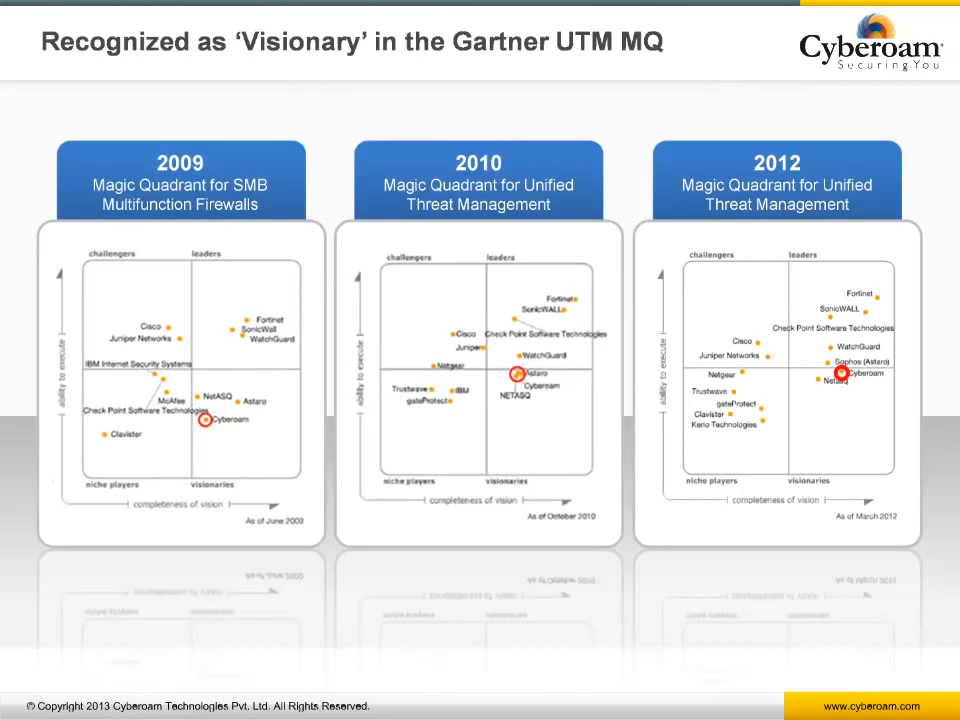 Recognized as ‘Visionary’ in the Gartner UTM MQ
Cyberoam
Securing You
2009
Magic Quadrant for SMB
Multifunction Firewalls
challengers
leaders
ability to execute
Cisco
Juniper Networks
Fortinet
SonicWall
WatchGuard
IBM Internet Security Systems
McAfee
Check Point Software Technologies
NetASQ
Astaro
Cyberoam
Clavister
niche players
visionaries
completeness of vision
As of June 2009
2010
Magic Quadrant for Unified
Threat Management
challengers
leaders
ability to execute
Fortinet
SonicWALL
Cisco
Check Point Software Technologies
Juniper
WatchGuard
Netgear
Astaro
Trustwave
IBM
Cyberoam
gateProtect
NETASQ
niche players
visionaries
completeness of vision
As of October 2010
2012
Magic Quadrant for Unified
Threat Management
challengers
leaders
ability to execute
Fortinet
SonicWALL
Check Point Software Technologies
Cisco
WatchGuard
Juniper Networks
Sophos (Astaro)
Netgear
Cyberoam
Netasq
Trustwave
gateProtect
Clavister
Kerio Technologies
niche players
visionaries
completeness of vision
As of March 2012
© Copyright 2013 Cyberoam Technologies Pvt. Ltd. All Rights Reserved.
www.cyberoam.com